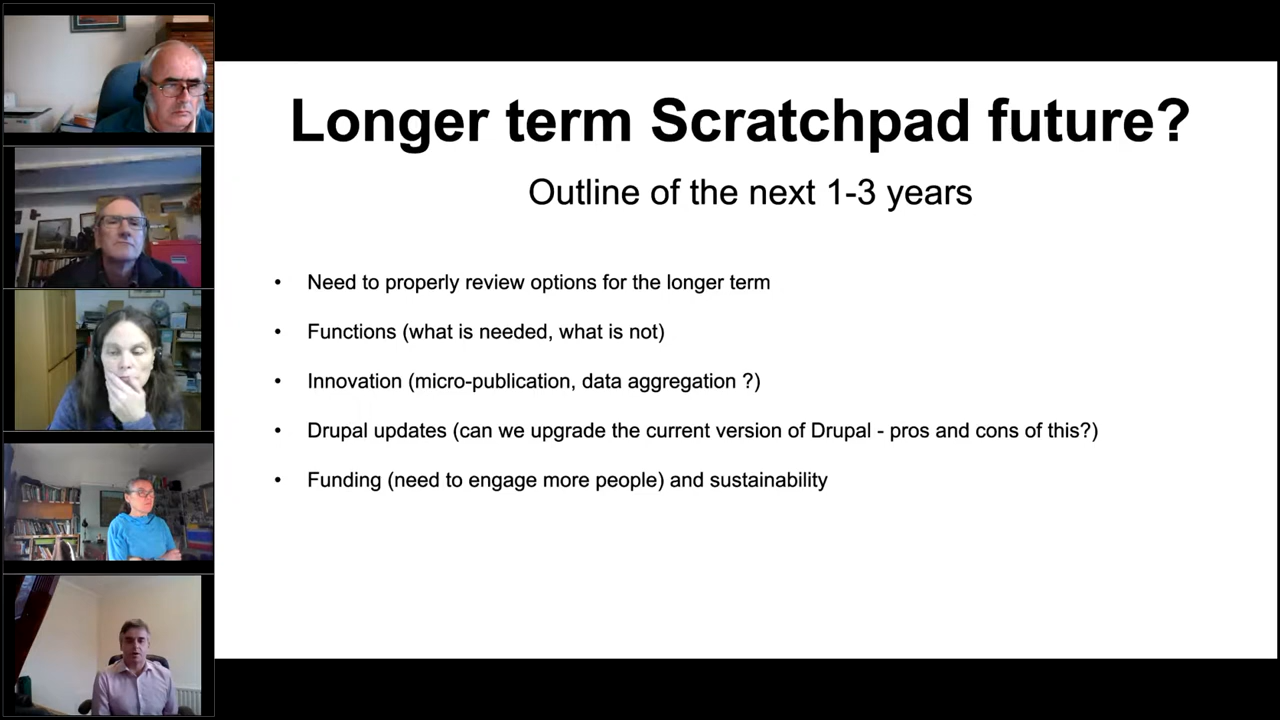 Longer term Scratchpad future?
Outline of the next 1-3 years
• Need to properly review options for the longer term
• Functions (what is needed, what is not)
• Innovation (micro-publication, data aggregation ?)
• Drupal updates (can we upgrade the current version of Drupal - pros and cons of this?)
• Funding (need to engage more people) and sustainability